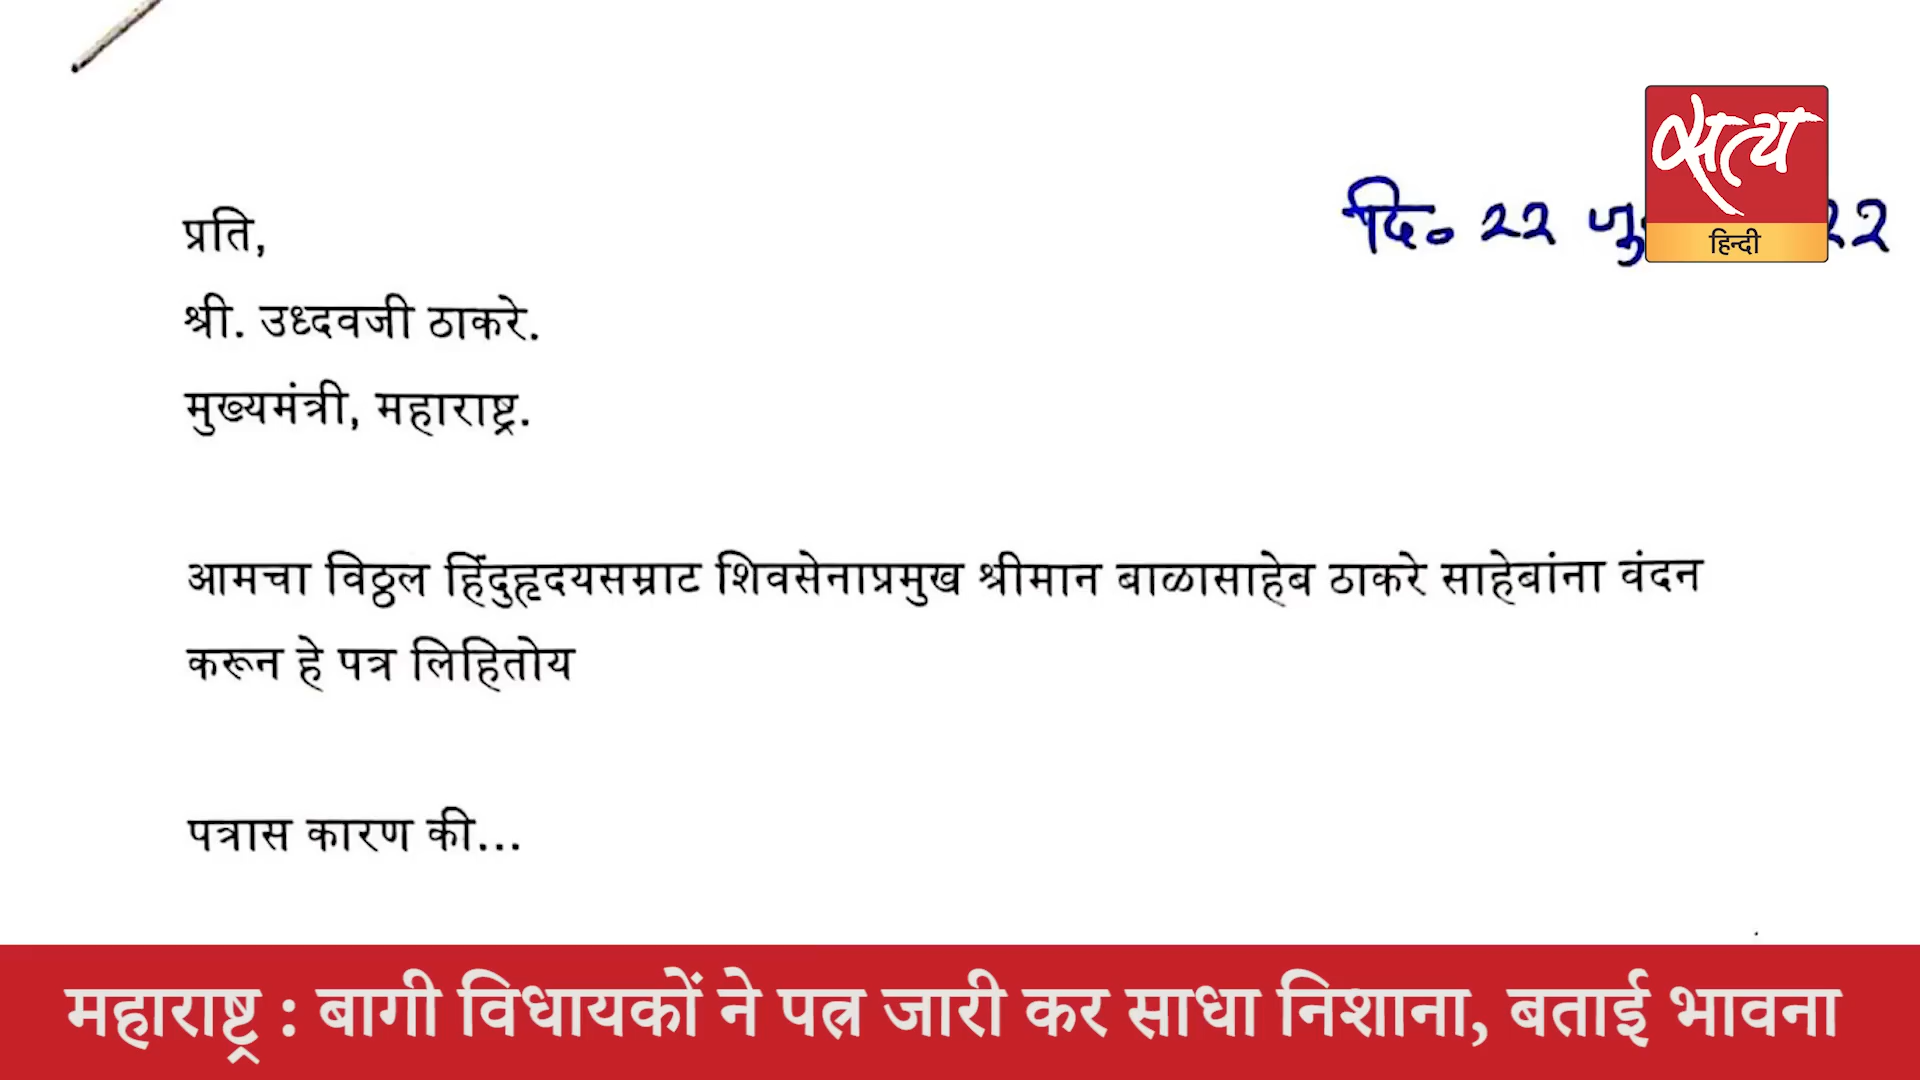 दि० २२ २२
सत्य
हिन्दी
प्रति,
श्री. उध्दवजी ठाकरे.
मुख्यमंत्री, महाराष्ट्र.
आमचा विठ्ठल हिंदुहृदयसम्राट शिवसेनाप्रमुख श्रीमान बाळासाहेब ठाकरे साहेबांना वंदन
करून हे पत्र लिहितोय
पत्रास कारण की...
महाराष्ट्र : बागी विधायकों ने पत्र जारी कर साधा निशाना, बताई भावना